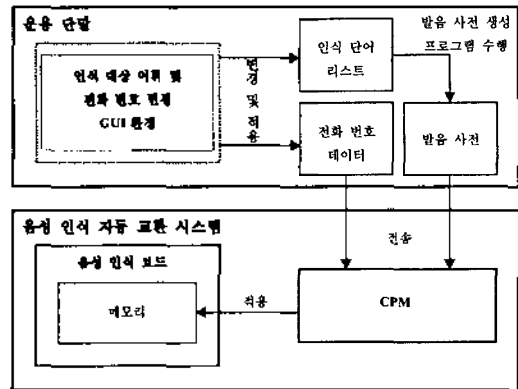 운용 단말
인식 대상 어휘 및
전화 번호 변경
GUI 환경
변경 및 적용
인식 단어
리스트
발음 사전 생성
프로그램 수행
전화 번호
데이터
발음 사전
음성 인식 자동 교환 시스템
음성 인식 보드
메모리
적용
전송
CPM